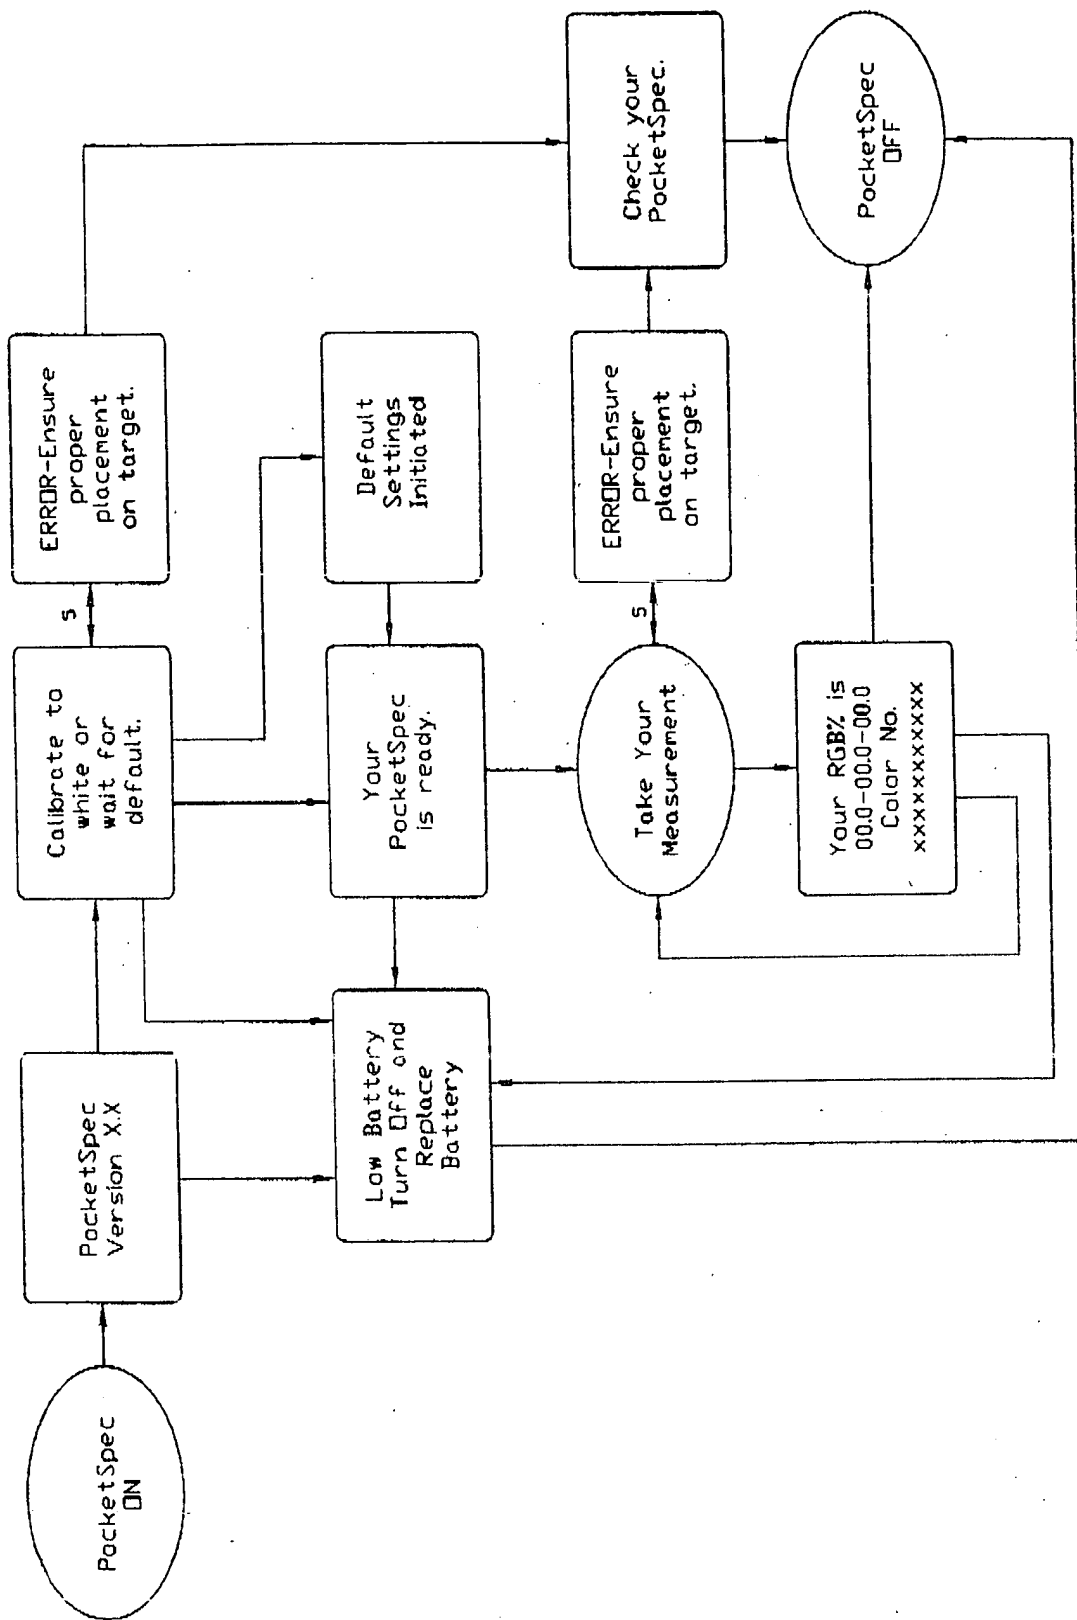 PocketSpec
ON
PocketSpec
Version X.X
Calibrate to
white or
wait for
default.
5
ERROR-Ensure
proper
placement
on target.
Low Battery
Turn Off and
Replace
Battery
Your
PocketSpec
is ready.
Default
Settings
Initiated
Take Your
Measurement
5
ERROR-Ensure
proper
placement
on target.
Check your
PocketSpec.
Your RGB% is
00.0-00.0-00.0
Color No.
xxxxxxxxxxx
PocketSpec
OFF